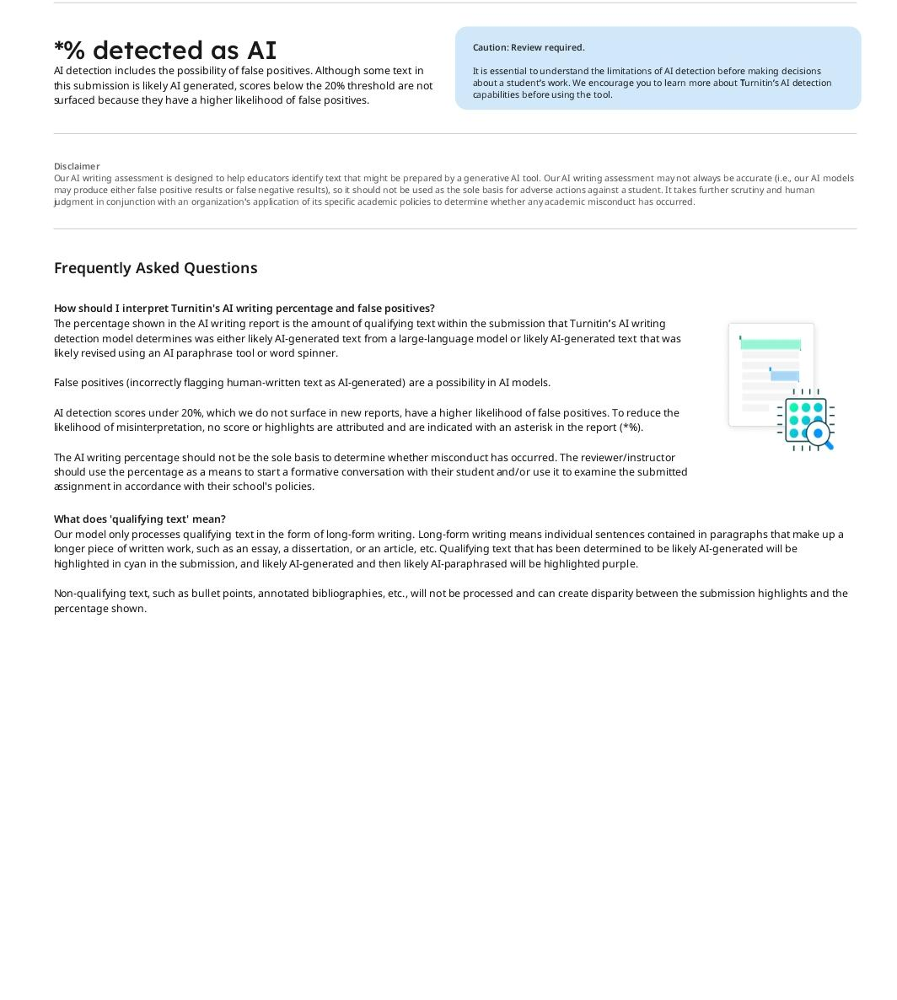 *% detected as AI
AI detection includes the possibility of false positives. Although some text in
this submission is likely AI generated, scores below the 20% threshold are not
surfaced because they have a higher likelihood of false positives.
Caution: Review required.
It is essential to understand the limitations of AI detection before making decisions
about a student's work. We encourage you to learn more about Turnitin's AI detection
capabilities before using the tool.
Disclaimer
Our AI writing assessment is designed to help educators identify text that might be prepared by a generative AI tool. Our AI writing assessment may not always be accurate (i.e., our AI models
may produce either false positive results or false negative results), so it should not be used as the sole basis for adverse actions against a student. It takes further scrutiny and human
judgment in conjunction with an organization's application of its specific academic policies to determine whether any academic misconduct has occurred.
Frequently Asked Questions
How should I interpret Turnitin's AI writing percentage and false positives?
The percentage shown in the AI writing report is the amount of qualifying text within the submission that Turnitin's AI writing
detection model determines was either likely AI-generated text from a large-language model or likely AI-generated text that was
likely revised using an AI paraphrase tool or word spinner.
False positives (incorrectly flagging human-written text as AI-generated) are a possibility in AI models.
AI detection scores under 20%, which we do not surface in new reports, have a higher likelihood of false positives. To reduce the
likelihood of misinterpretation, no score or highlights are attributed and are indicated with an asterisk in the report (*%).
The AI writing percentage should not be the sole basis to determine whether misconduct has occurred. The reviewer/instructor
should use the percentage as a means to start a formative conversation with their student and/or use it to examine the submitted
assignment in accordance with their school's policies.
What does 'qualifying text' mean?
Our model only processes qualifying text in the form of long-form writing. Long-form writing means individual sentences contained in paragraphs that make up a
longer piece of written work, such as an essay, a dissertation, or an article, etc. Qualifying text that has been determined to be likely AI-generated will be
highlighted in cyan in the submission, and likely AI-generated and then likely AI-paraphrased will be highlighted purple.
Non-qualifying text, such as bullet points, annotated bibliographies, etc., will not be processed and can create disparity between the submission highlights and the
percentage shown.